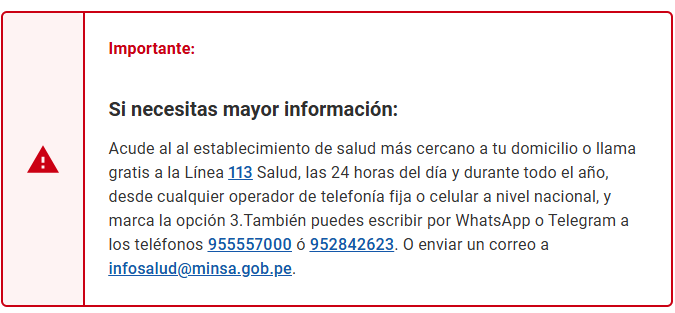 Importante:
Si necesitas mayor información:
Acude al al establecimiento de salud más cercano a tu domicilio o llama
gratis a la Línea 113 Salud, las 24 horas del día y durante todo el año,
desde cualquier operador de telefonía fija o celular a nivel nacional, y
marca la opción 3.También puedes escribir por WhatsApp o Telegram a
los teléfonos 955557000 ó 952842623. O enviar un correo a
infosalud@minsa.gob.pe.